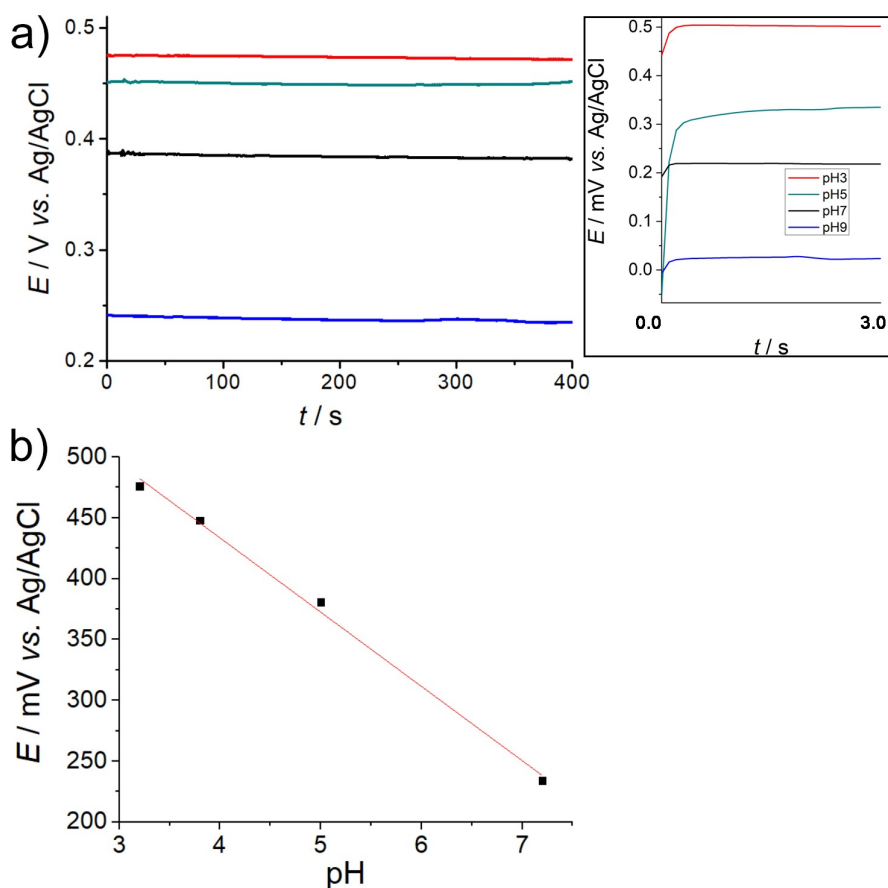 a)
E / V vs. Ag/AgCl
0.5
0.4
0.3
0.2
0
100
200
300
400
t / s
E / mV vs. Ag/AgCl
0.5
0.4
0.3
0.2
0.1
0.0
pH3
pH5
pH7
pH9
0.0
3.0
t / s
b)
E / mV vs. Ag/AgCl
500
450
400
350
300
250
200
3
4
5
6
7
pH